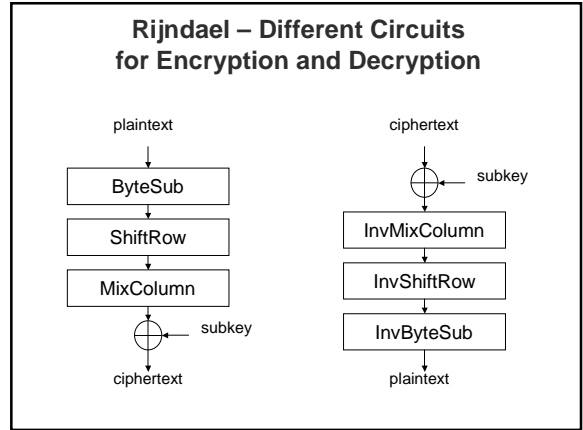 Rijndael – Different Circuits
for Encryption and Decryption
plaintext
ByteSub
ShiftRow
MixColumn
subkey
ciphertext
ciphertext
subkey
InvMixColumn
InvShiftRow
InvByteSub
plaintext